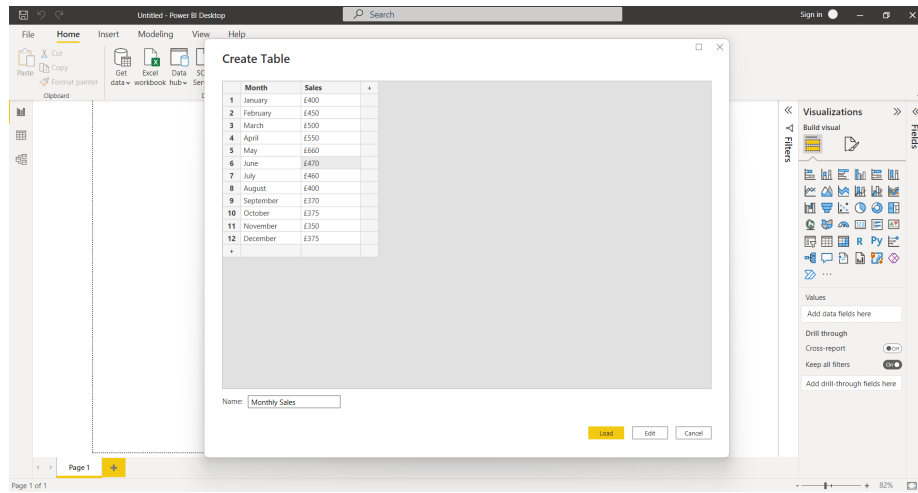 Untitled - Power BI Desktop
Search
Sign in
File Home Insert Modeling View Help
Paste
Cut
Copy
Format painter
Clipboard
Get data
Excel workbook
Data hub
Create Table
Month Sales +
1 January £400
2 February £450
3 March £500
4 April £550
5 May £660
6 June £470
7 July £460
8 August £400
9 September £370
10 October £375
11 November £350
12 December £375
+
Name: Monthly Sales
Load Edit Cancel
Filters
Visualizations
Build visual
R Py
...
Values
Add data fields here
Drill through
Cross-report Off
Keep all filters On
Add drill-through fields here
Fields
Page 1 +
Page 1 of 1
- + 82%